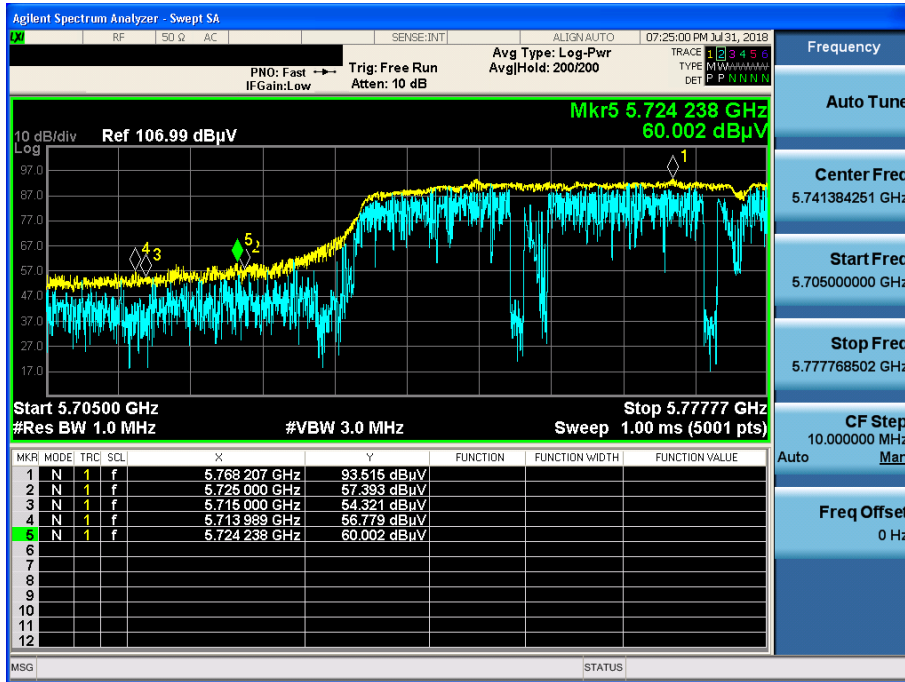 Agilent Spectrum Analyzer - Swept SA
LXI RF 50 Ω AC SENSE:INT ALIGN AUTO 07:25:00 PM Jul 31, 2018
PNO: Fast
IFGain:Low
Trig: Free Run
Atten: 10 dB
Avg Type: Log-Pwr
Avg|Hold: 200/200
TRACE 1 2 3 4 5 6
TYPE M
DET P P N N N N
Mkr5 5.724 238 GHz
60.002 dBµV
10 dB/div Ref 106.99 dBµV
Log
97.0
87.0
77.0
67.0
57.0
47.0
37.0
27.0
17.0
1
4
3
5
2
Start 5.70500 GHz Stop 5.77777 GHz
#Res BW 1.0 MHz #VBW 3.0 MHz Sweep 1.00 ms (5001 pts)
MKR MODE TRC SCL X Y FUNCTION FUNCTION WIDTH FUNCTION VALUE
1 N 1 f 5.768 207 GHz 93.515 dBµV
2 N 1 f 5.725 000 GHz 57.393 dBµV
3 N 1 f 5.715 000 GHz 54.321 dBµV
4 N 1 f 5.713 989 GHz 56.779 dBµV
5 N 1 f 5.724 238 GHz 60.002 dBµV
6
7
8
9
10
11
12
MSG STATUS
Frequency
Auto Tune
Center Freq
5.741384251 GHz
Start Freq
5.705000000 GHz
Stop Freq
5.777768502 GHz
CF Step
10.000000 MHz
Auto Man
Freq Offset
0 Hz